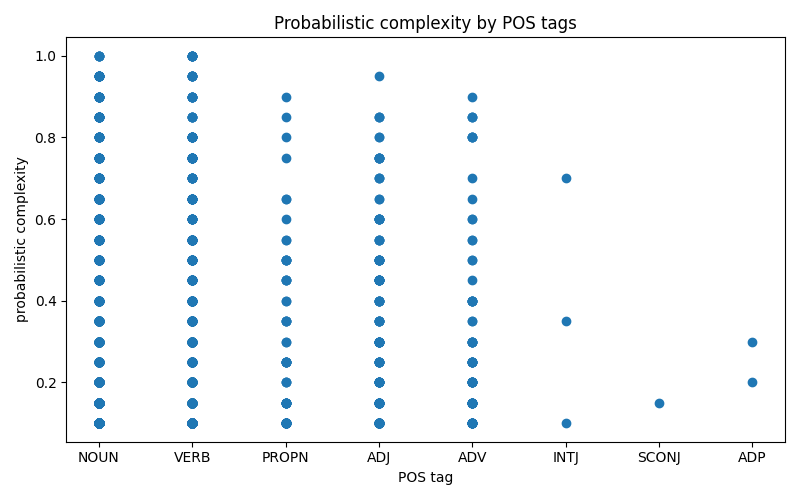 Probabilistic complexity by POS tags
probabilistic complexity
1.0
0.8
0.6
0.4
0.2
NOUN VERB PROPN ADJ ADV INTJ SCONJ ADP
POS tag